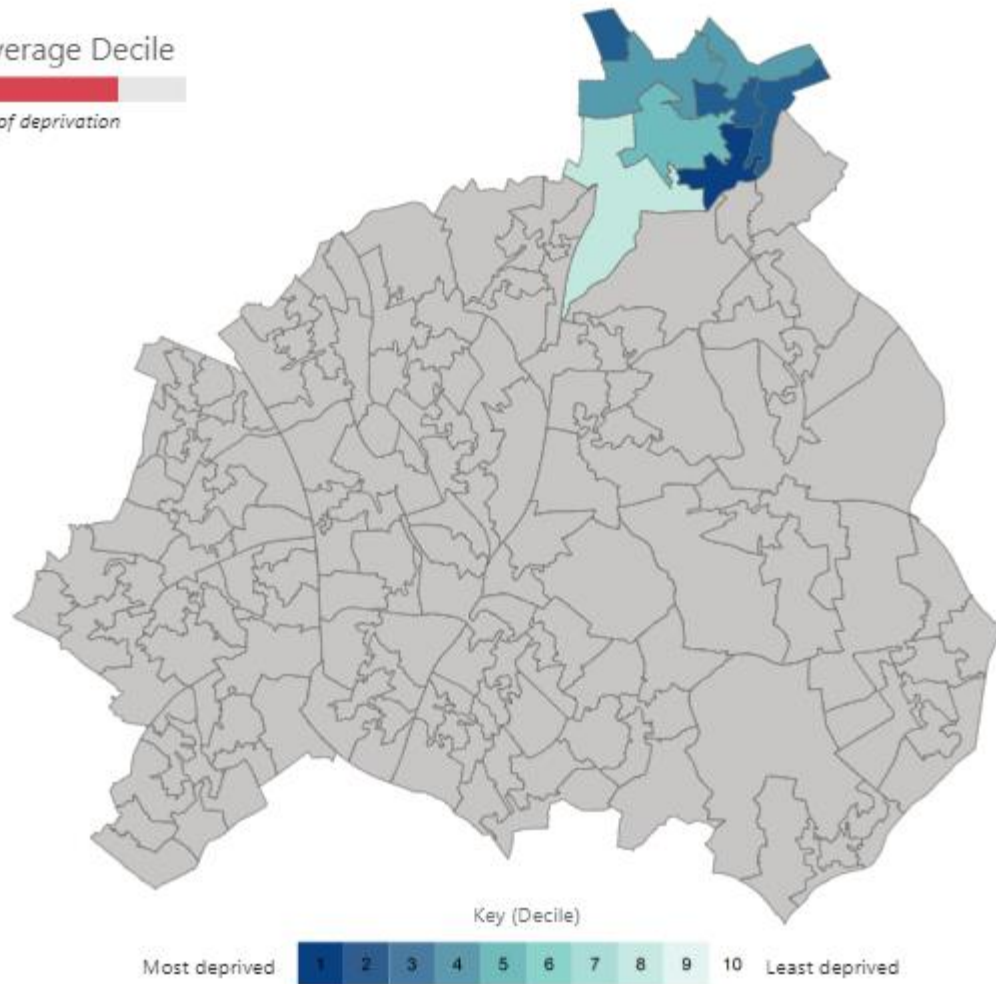 verage Decile
of deprivation
Key (Decile)
Most deprived 1 2 3 4 5 6 7 8 9 10 Least deprived